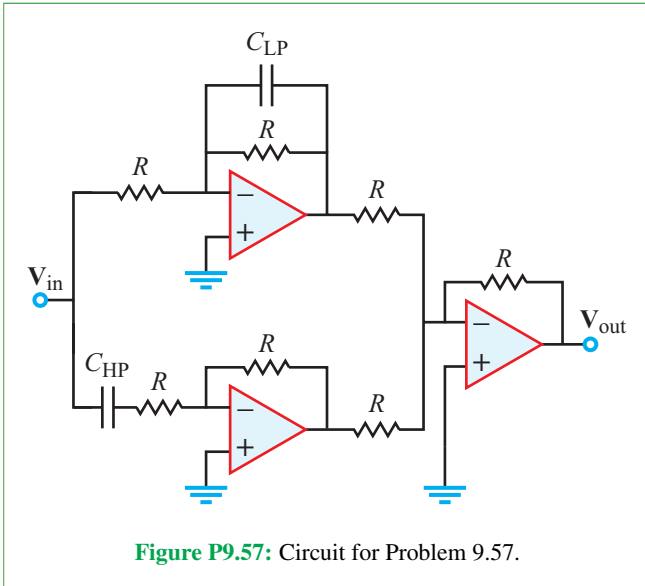 C_LP
R
R
R
R
V_in
V_out
C_HP
R
R
R
−
+
−
+
−
+
Figure P9.57: Circuit for Problem 9.57.